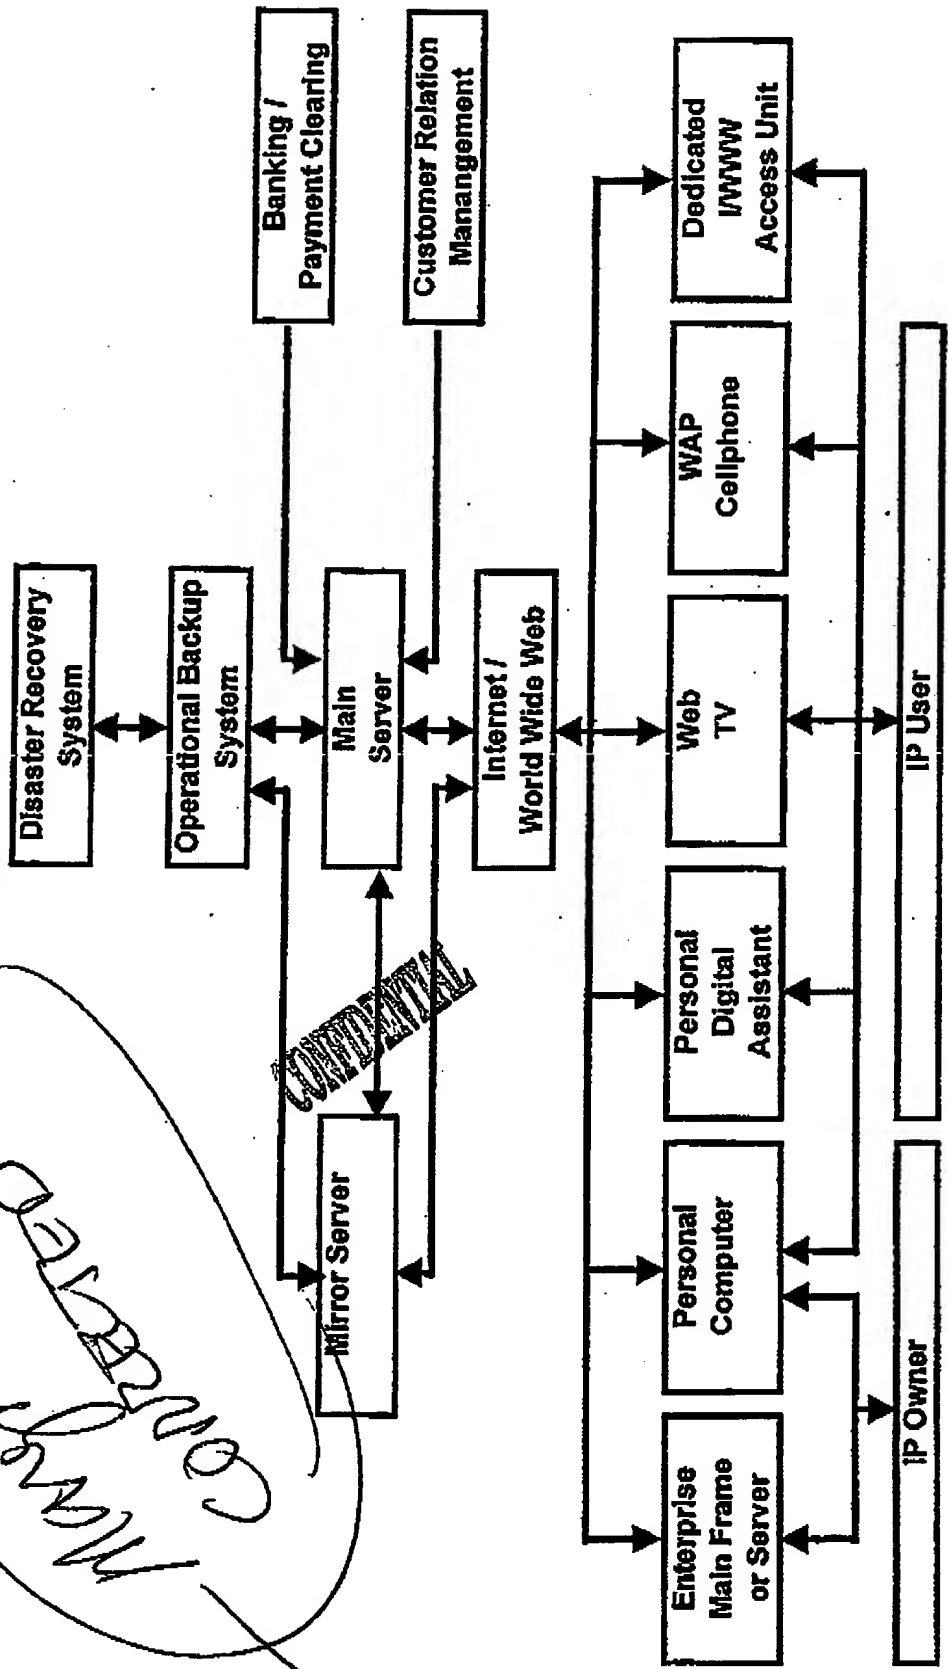 Disaster Recovery
System
Operational Backup
System
Banking /
Payment Clearing
Mirror Server
Main
Server
Customer Relation
Manangement
CONFIDENTIAL
Internet /
World Wide Web
Enterprise
Main Frame
or Server
Personal
Computer
Personal
Digital
Assistant
Web
TV
WAP
Cellphone
Dedicated
I/WWW
Access Unit
IP Owner
IP User